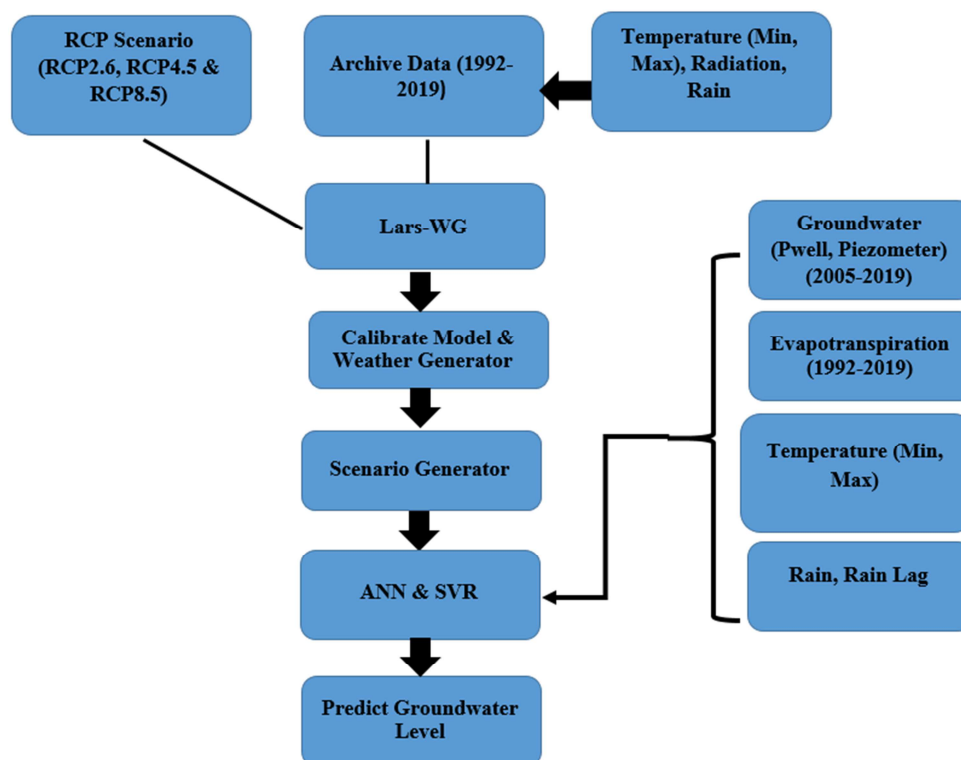 RCP Scenario
(RCP2.6, RCP4.5 &
RCP8.5)
Archive Data (1992-
2019)
Temperature (Min,
Max), Radiation,
Rain
Lars-WG
Calibrate Model &
Weather Generator
Scenario Generator
ANN & SVR
Predict Groundwater
Level
Groundwater
(Pwell, Piezometer)
(2005-2019)
Evapotranspiration
(1992-2019)
Temperature (Min,
Max)
Rain, Rain Lag